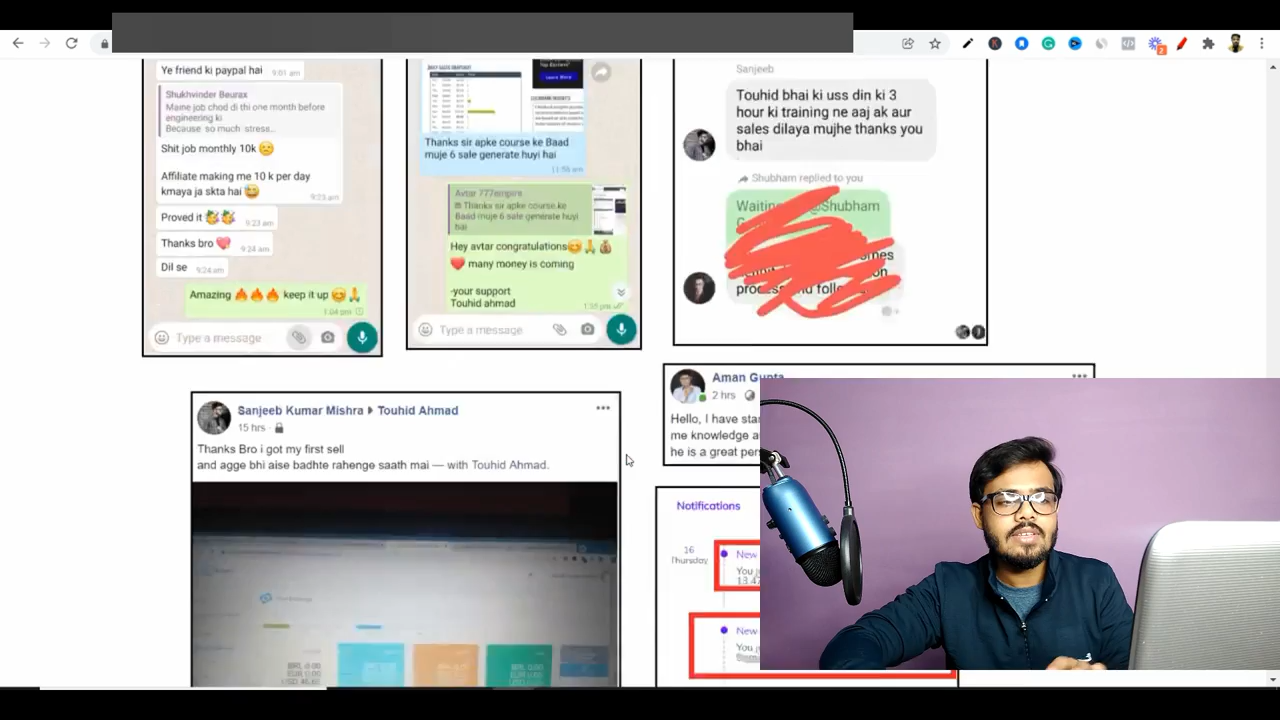 Ye friend ki paypal hai 9:01 am
Shukhvinder Beurax
Maine job chod di thi one month before
engineering ki
Because so much stress...
Shit job monthly 10k
9:23 am
Affiliate making me 10 k per day
kmaya ja skta hai
9:23 am
Proved it 9:23 am
Thanks bro 9:24 am
Dil se 9:24 am
Amazing keep it up
1:04 pm
Type a message
Learn More
Thanks sir apke course ke Baad
muje 6 sale generate huyi hai
11:58 am
Avtar 777empire
Thanks sir apke course ke
Baad muje 6 sale generate huyi
hai
Hey avtar congratulations
many money is coming
-your support
Touhid ahmad
1:55 pm
Type a message
Sanjeeb
Touhid bhai ki uss din ki 3
hour ki training ne aaj ak aur
sales dilaya mujhe thanks you
bhai
Shubham replied to you
Waiting @Shubham
Sanjeeb Kumar Mishra Touhid Ahmad
15 hrs
Thanks Bro i got my first sell
and agge bhi aise badhte rahenge saath mai — with Touhid Ahmad.
Aman Gupta
2 hrs
Hello, I have
me knowledge
he is a great
Notifications
16
Thursday
New
You
New